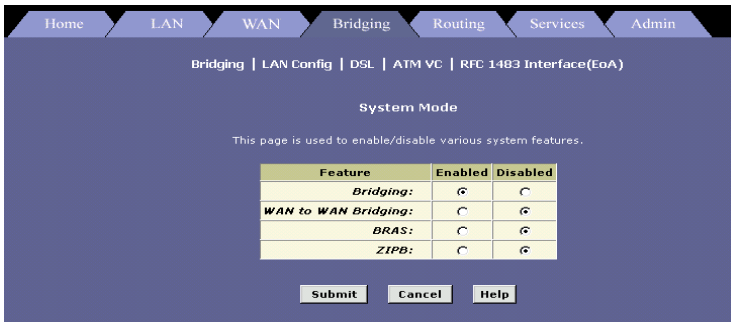 Home LAN WAN Bridging Routing Services Admin
Bridging | LAN Config | DSL | ATM VC | RFC 1483 Interface(EoA)
System Mode
This page is used to enable/disable various system features.
Feature Enabled Disabled
Bridging:
WAN to WAN Bridging:
BRAS:
ZIPB:
Submit Cancel Help